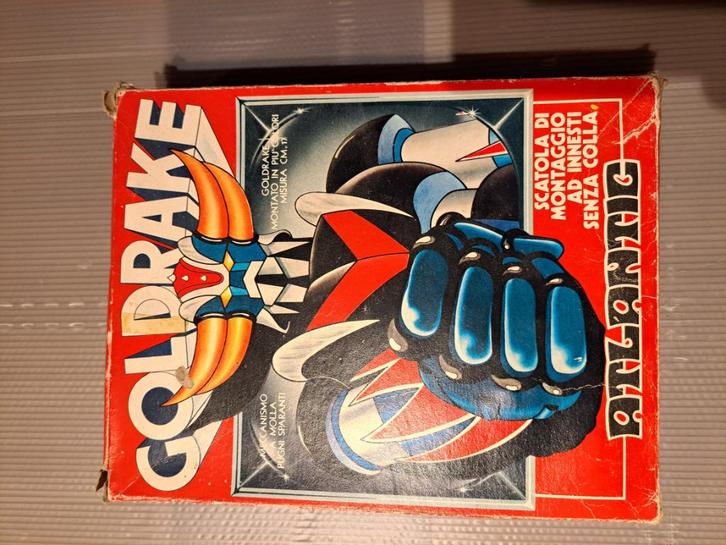 GOLDRAKE
MECCANISMO
A MOLLA
PUGNI SPARANTI
GOLDRAKE
MONTATO IN PIU' COLORI
MISURA CM. 17
SCATOLA DI
MONTAGGIO
AD INNESTI
SENZA COLLA.
ATLANTIC